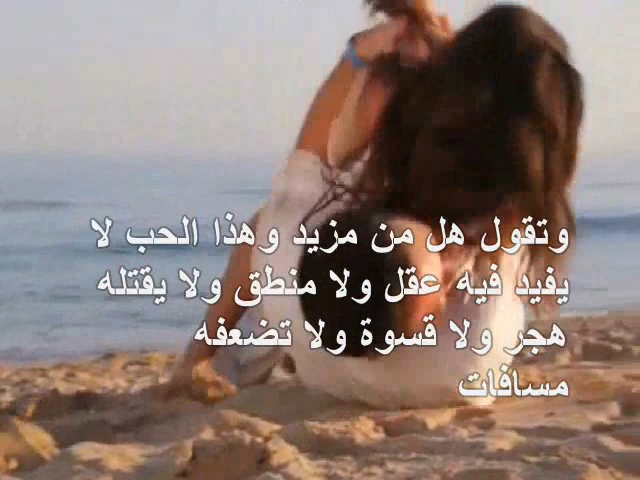 وتقول هل من مزيد وهذا الحب لا
يفيد فيه عقل ولا منطق ولا يقتله
هجر ولا قسوة ولا تضعفه
مسافات